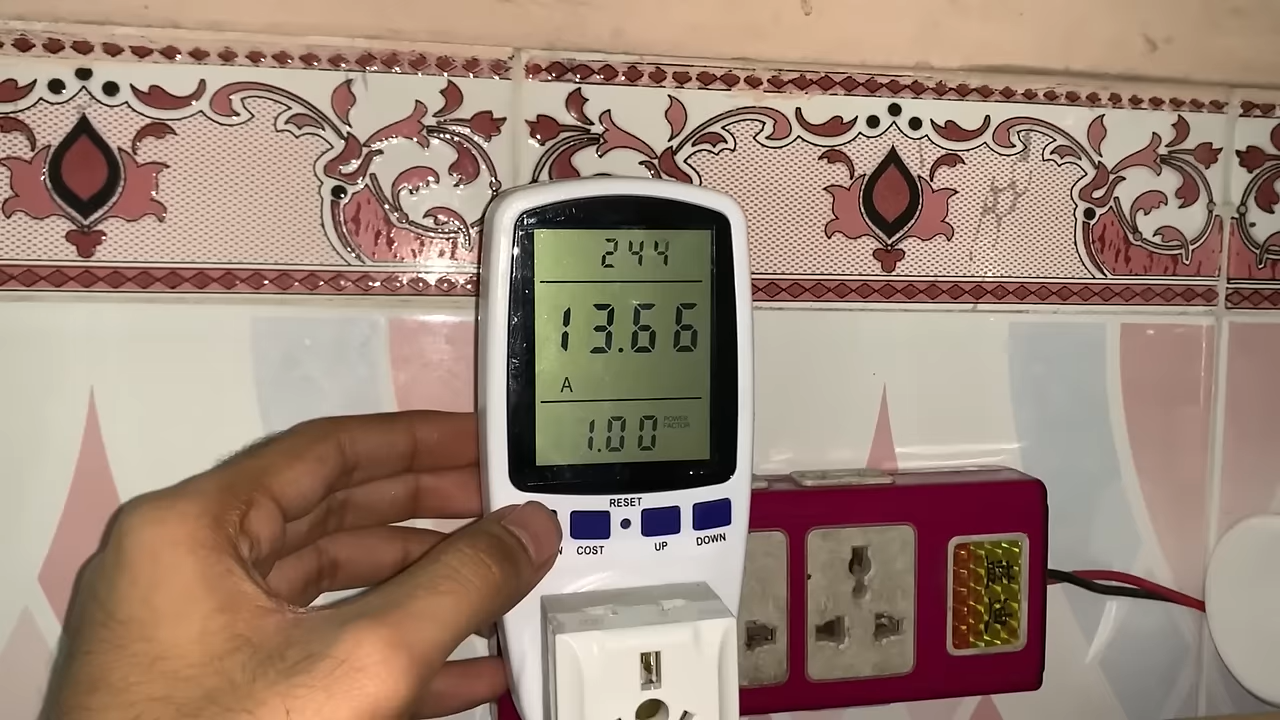 244
13.66
A
1.00 POWER FACTOR
RESET
COST UP DOWN